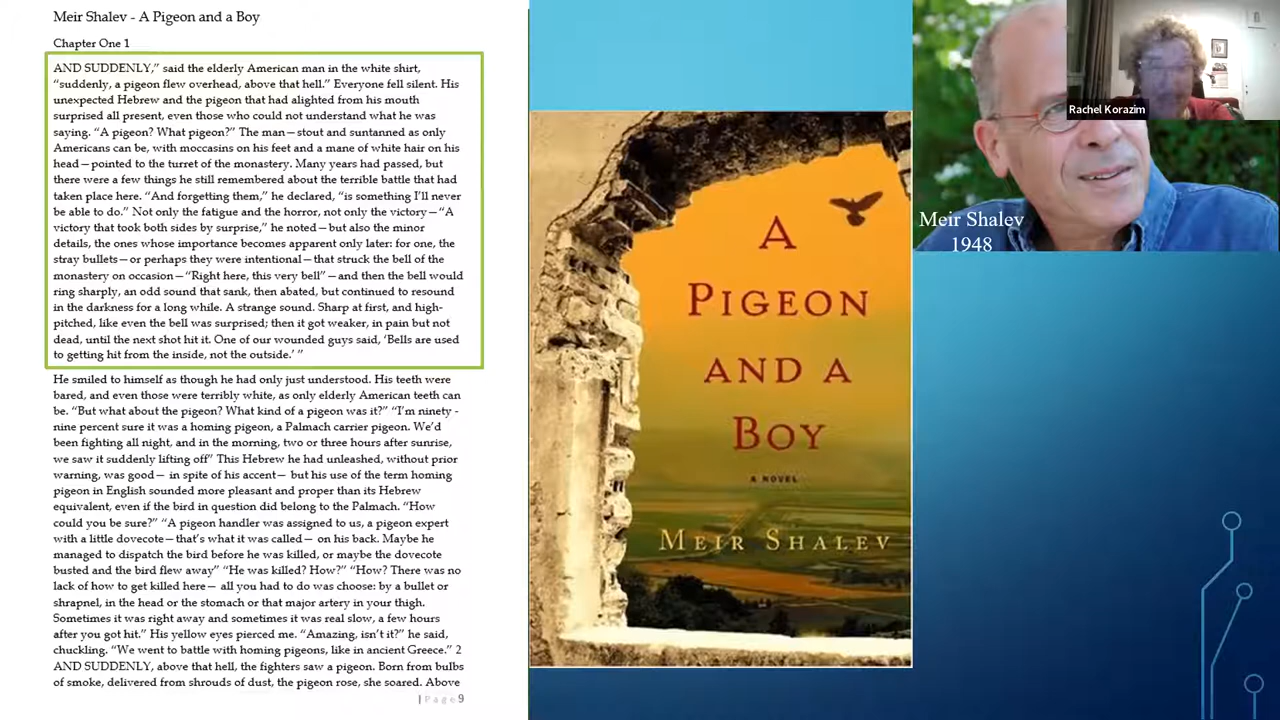 Meir Shalev - A Pigeon and a Boy
Chapter One 1
AND SUDDENLY,” said the elderly American man in the white shirt,
“suddenly, a pigeon flew overhead, above that hell.” Everyone fell silent. His
unexpected Hebrew and the pigeon that had alighted from his mouth
surprised all present, even those who could not understand what he was
saying. “A pigeon? What pigeon?” The man—stout and suntanned as only
Americans can be, with moccasins on his feet and a mane of white hair on his
head—pointed to the turret of the monastery. Many years had passed, but
there were a few things he still remembered about the terrible battle that had
taken place here. “And forgetting them,” he declared, “is something I’ll never
be able to do.” Not only the fatigue and the horror, not only the victory—“A
victory that took both sides by surprise,” he noted—but also the minor
details, the ones whose importance becomes apparent only later: for one, the
stray bullets—or perhaps they were intentional—that struck the bell of the
monastery on occasion—“Right here, this very bell”—and then the bell would
ring sharply, an odd sound that sank, then abated, but continued to resound
in the darkness for a long while. A strange sound. Sharp at first, and high-
pitched, like even the bell was surprised; then it got weaker, in pain but not
dead, until the next shot hit it. One of our wounded guys said, ‘Bells are used
to getting hit from the inside, not the outside.’ ”
He smiled to himself as though he had only just understood. His teeth were
bared, and even those were terribly white, as only elderly American teeth can
be. “But what about the pigeon? What kind of a pigeon was it?” “I’m ninety -
nine percent sure it was a homing pigeon, a Palmach carrier pigeon. We’d
been fighting all night, and in the morning, two or three hours after sunrise,
we saw it suddenly lifting off” This Hebrew he had unleashed, without prior
warning, was good— in spite of his accent— but his use of the term homing
pigeon in English sounded more pleasant and proper than its Hebrew
equivalent, even if the bird in question did belong to the Palmach. “How
could you be sure?” “A pigeon handler was assigned to us, a pigeon expert
with a little dovecote—that’s what it was called— on his back. Maybe he
managed to dispatch the bird before he was killed, or maybe the dovecote
busted and the bird flew away” “He was killed? How?” “How? There was no
lack of how to get killed here— all you had to do was choose: by a bullet or
shrapnel, in the head or the stomach or that major artery in your thigh.
Sometimes it was right away and sometimes it was real slow, a few hours
after you got hit.” His yellow eyes pierced me. “Amazing, isn’t it?” he said,
chuckling. “We went to battle with homing pigeons, like in ancient Greece.” 2
AND SUDDENLY, above that hell, the fighters saw a pigeon. Born from bulbs
of smoke, delivered from shrouds of dust, the pigeon rose, she soared. Above
| Page 9
A
PIGEON
AND A
BOY
A NOVEL
MEIR SHALEV
Rachel Korazim
Meir Shalev
1948